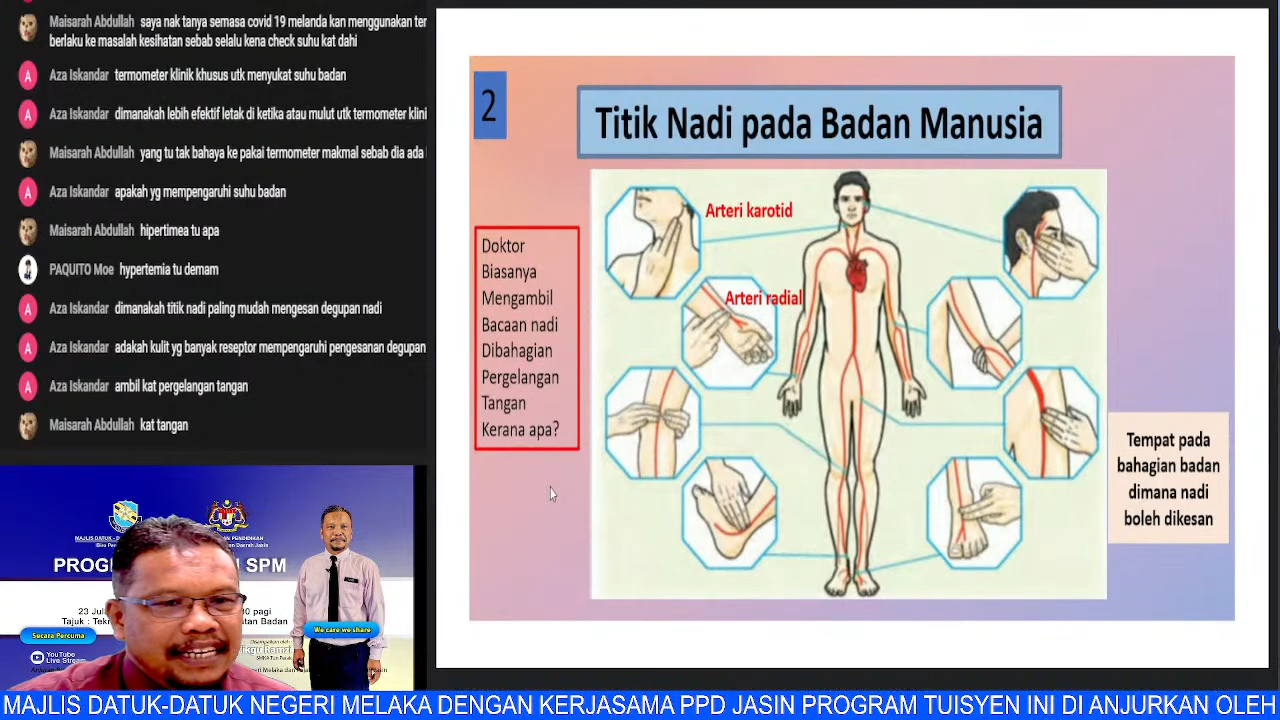 Maisarah Abdullah saya nak tanya semasa covid 19 melanda kan menggunakan
berlaku ke masalah kesihatan sebab selalu kena check suhu kat dahi
A Aza Iskandar termometer klinik khusus utk menyukat suhu badan
A Aza Iskandar dimanakah lebih efektif letak di ketika atau mulut utk termometer
Maisarah Abdullah yang tu tak bahaya ke pakai termometer makmal sebab dia ada
A Aza Iskandar apakah yg mempengaruhi suhu badan
Maisarah Abdullah hipertimea tu apa
PAQUITO Moe hypertemia tu demam
A Aza Iskandar dimanakah titik nadi paling mudah mengesan degupan nadi
A Aza Iskandar adakah kulit yg banyak reseptor mempengaruhi pengesanan degupan
A Aza Iskandar ambil kat pergelangan tangan
Maisarah Abdullah kat tangan
2
Titik Nadi pada Badan Manusia
Arteri karotid
Arteri radial
Doktor
Biasanya
Mengambil
Bacaan nadi
Dibahagian
Pergelangan
Tangan
Kerana apa?
Tempat pada
bahagian badan
dimana nadi
boleh dikesan
SPM
23
pagi
Tajuk :
Badan
Secara Percuma
We care we share
YouTube
Live Stream
MAJLIS DATUK-DATUK NEGERI MELAKA DENGAN KERJASAMA PPD JASIN PROGRAM TUISYEN INI DI ANJURKAN OLEH